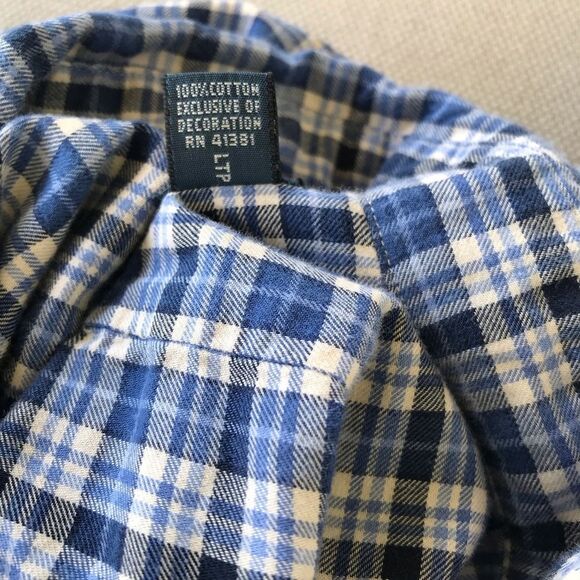 100%COTTON
EXCLUSIVE OF
DECORATION
RN 41381
LTP